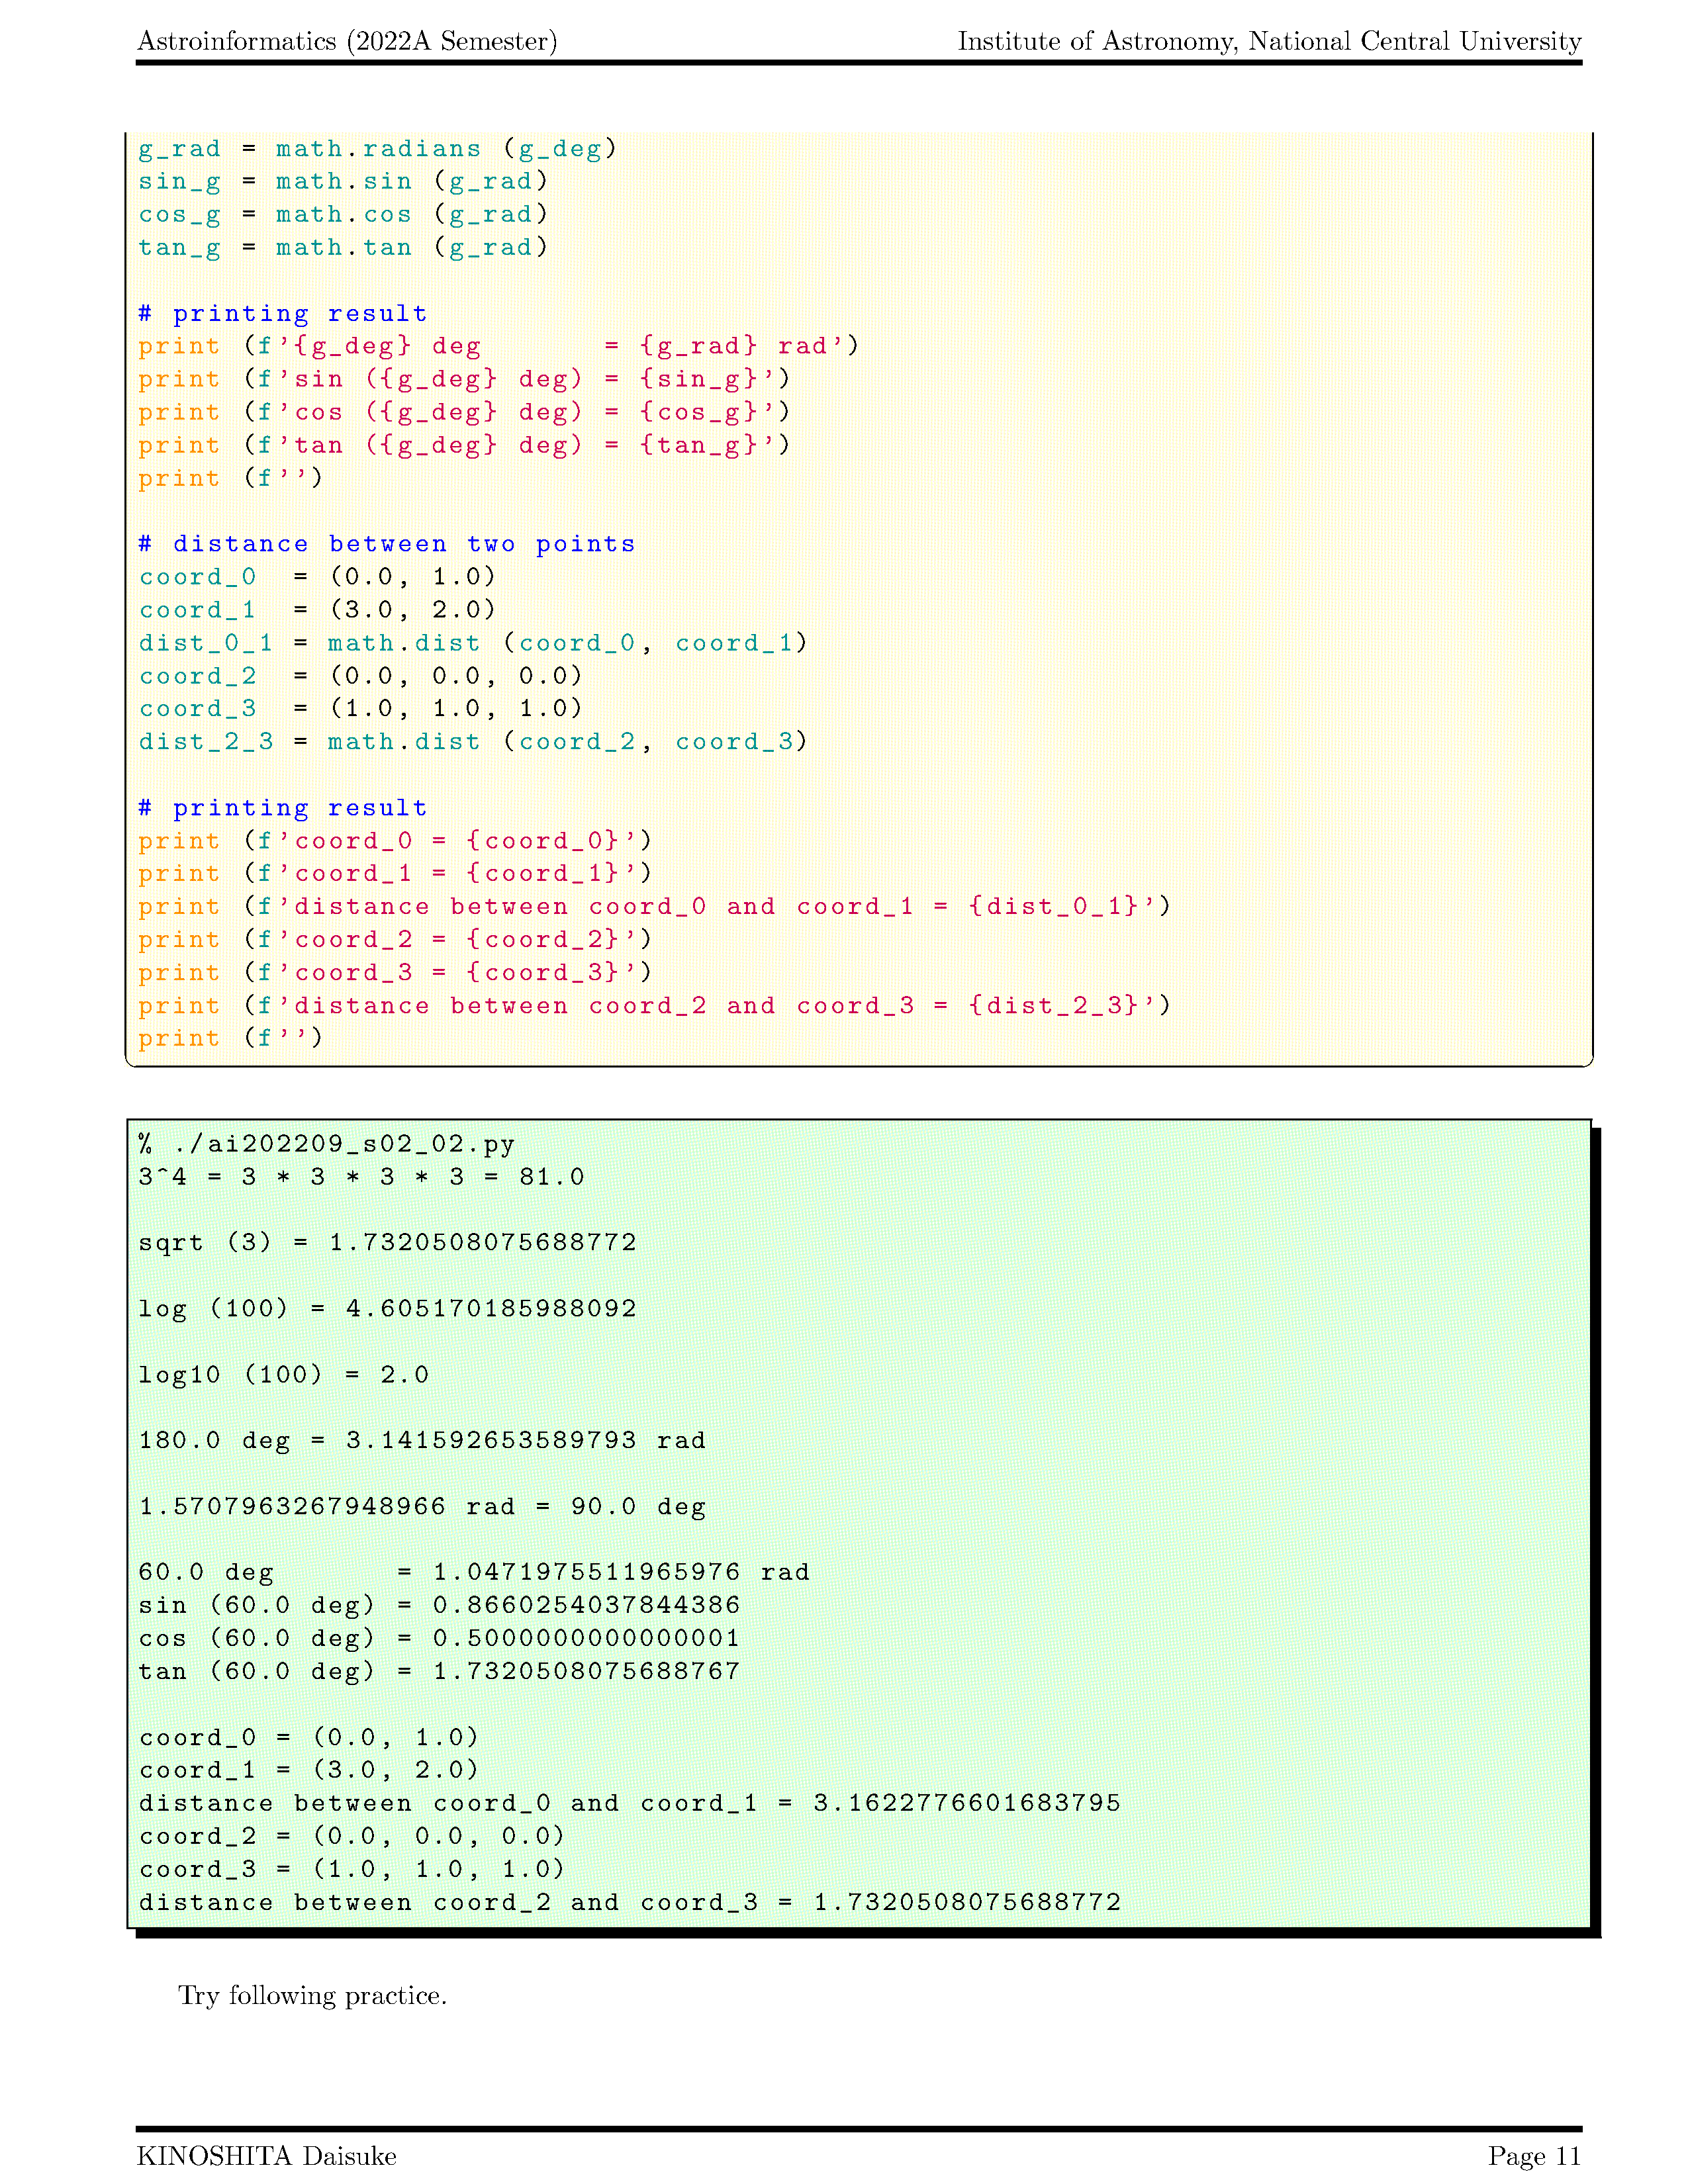 Astroinformatics (2022A Semester) Institute of Astronomy, National Central University
g_rad = math.radians (g_deg)
sin_g = math.sin (g_rad)
cos_g = math.cos (g_rad)
tan_g = math.tan (g_rad)

# printing result
print (f'{g_deg} deg       = {g_rad} rad')
print (f'sin ({g_deg} deg) = {sin_g}')
print (f'cos ({g_deg} deg) = {cos_g}')
print (f'tan ({g_deg} deg) = {tan_g}')
print (f'')

# distance between two points
coord_0  = (0.0, 1.0)
coord_1  = (3.0, 2.0)
dist_0_1 = math.dist (coord_0, coord_1)
coord_2  = (0.0, 0.0, 0.0)
coord_3  = (1.0, 1.0, 1.0)
dist_2_3 = math.dist (coord_2, coord_3)

# printing result
print (f'coord_0 = {coord_0}')
print (f'coord_1 = {coord_1}')
print (f'distance between coord_0 and coord_1 = {dist_0_1}')
print (f'coord_2 = {coord_2}')
print (f'coord_3 = {coord_3}')
print (f'distance between coord_2 and coord_3 = {dist_2_3}')
print (f'')

% ./ai202209_s02_02.py
3^4 = 3 * 3 * 3 * 3 = 81.0

sqrt (3) = 1.7320508075688772

log (100) = 4.605170185988092

log10 (100) = 2.0

180.0 deg = 3.141592653589793 rad

1.5707963267948966 rad = 90.0 deg

60.0 deg       = 1.0471975511965976 rad
sin (60.0 deg) = 0.8660254037844386
cos (60.0 deg) = 0.5000000000000001
tan (60.0 deg) = 1.7320508075688767

coord_0 = (0.0, 1.0)
coord_1 = (3.0, 2.0)
distance between coord_0 and coord_1 = 3.1622776601683795
coord_2 = (0.0, 0.0, 0.0)
coord_3 = (1.0, 1.0, 1.0)
distance between coord_2 and coord_3 = 1.7320508075688772

Try following practice.
KINOSHITA Daisuke Page 11